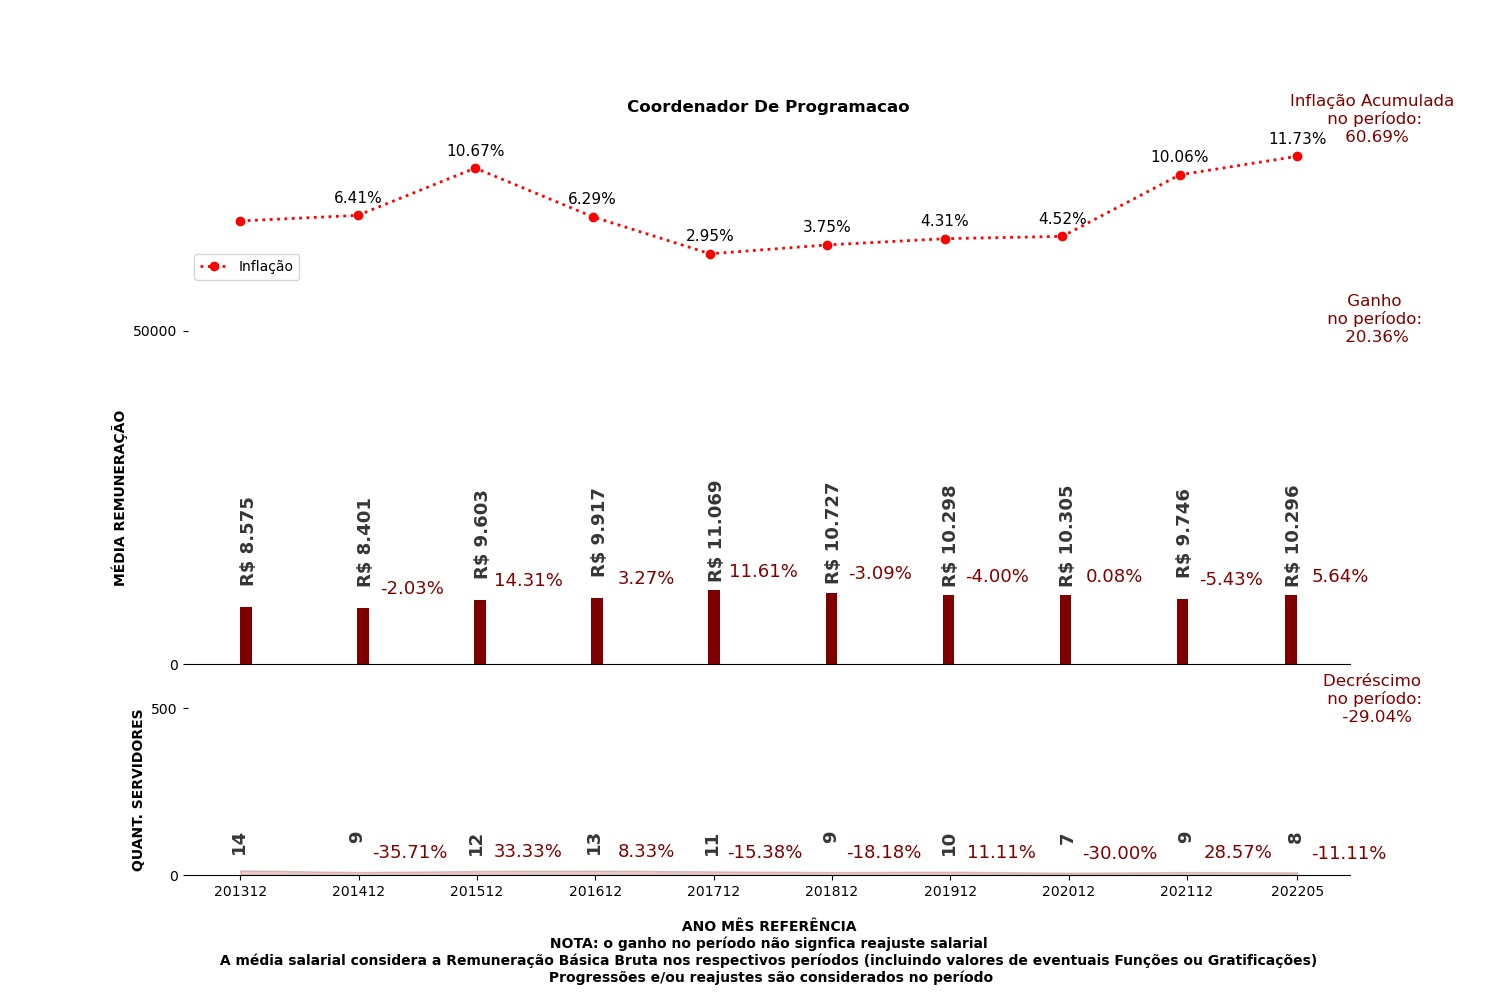 Coordenador De Programacao
Inflação Acumulada
no período:
60.69%
6.41%
10.67%
6.29%
2.95%
3.75%
4.31%
4.52%
10.06%
11.73%
Inflação
Ganho
no período:
20.36%
50000
0
MÉDIA REMUNERAÇÃO
R$ 8.575
R$ 8.401
R$ 9.603
R$ 9.917
R$ 11.069
R$ 10.727
R$ 10.298
R$ 10.305
R$ 9.746
R$ 10.296
-2.03%
14.31%
3.27%
11.61%
-3.09%
-4.00%
0.08%
-5.43%
5.64%
Decréscimo
no período:
-29.04%
500
0
QUANT. SERVIDORES
14
9
12
13
11
9
10
7
9
8
-35.71%
33.33%
8.33%
-15.38%
-18.18%
11.11%
-30.00%
28.57%
-11.11%
201312
201412
201512
201612
201712
201812
201912
202012
202112
202205
ANO MÊS REFERÊNCIA
NOTA: o ganho no período não signfica reajuste salarial
A média salarial considera a Remuneração Básica Bruta nos respectivos períodos (incluindo valores de eventuais Funções ou Gratificações)
Progressões e/ou reajustes são considerados no período